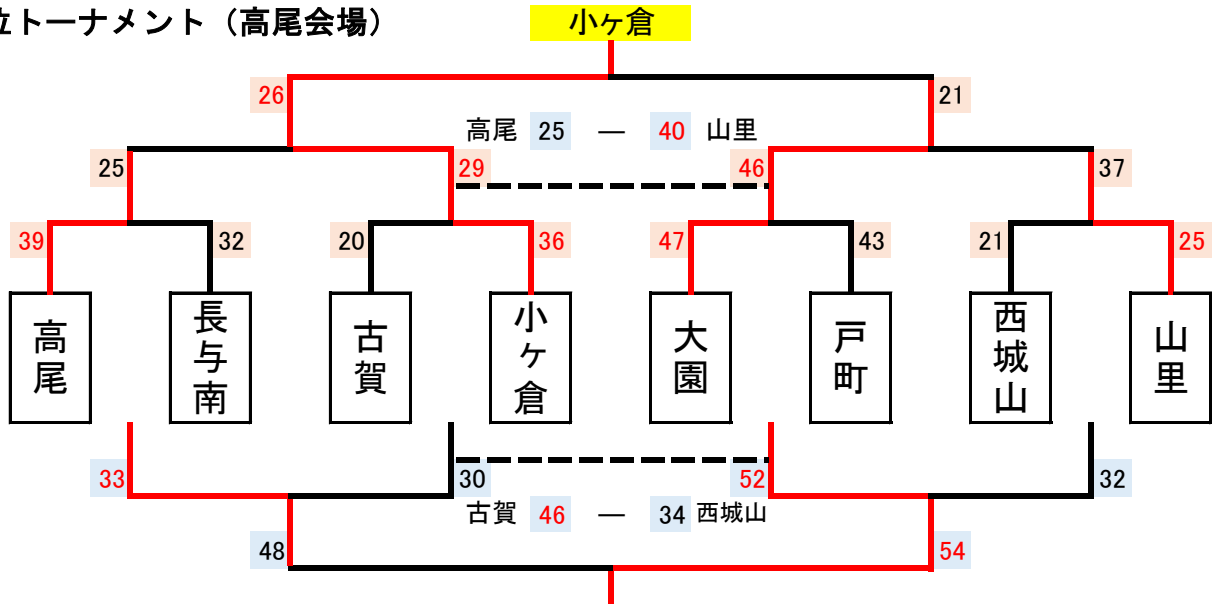 位トーナメント（高尾会場）
小ヶ倉
26
21
高尾 25 ― 40 山里
25
29
46
37
39
32
20
36
47
43
21
25
高尾
長与南
古賀
小ケ倉
大園
戸町
西城山
山里
33
30
52
32
古賀 46 ― 34 西城山
48
54